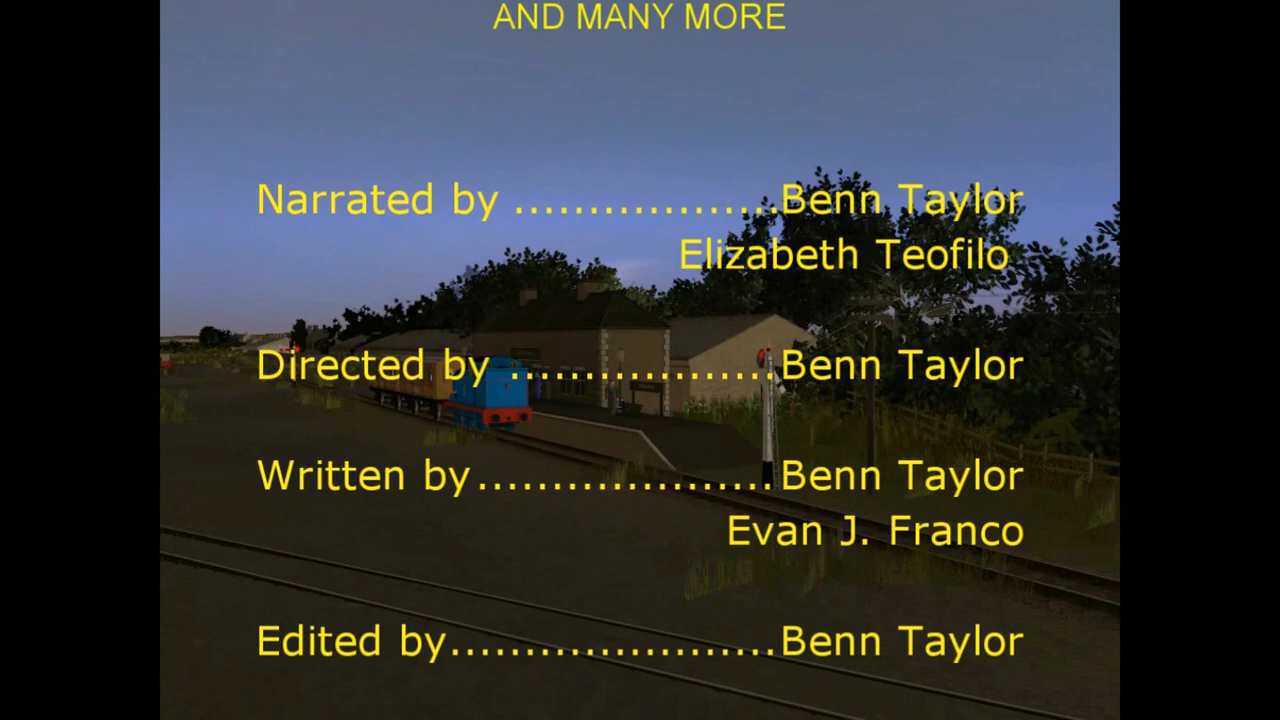 AND MANY MORE
Narrated by ..................Benn Taylor
Elizabeth Teofilo
Directed by ..................Benn Taylor
Written by....................Benn Taylor
Evan J. Franco
Edited by......................Benn Taylor